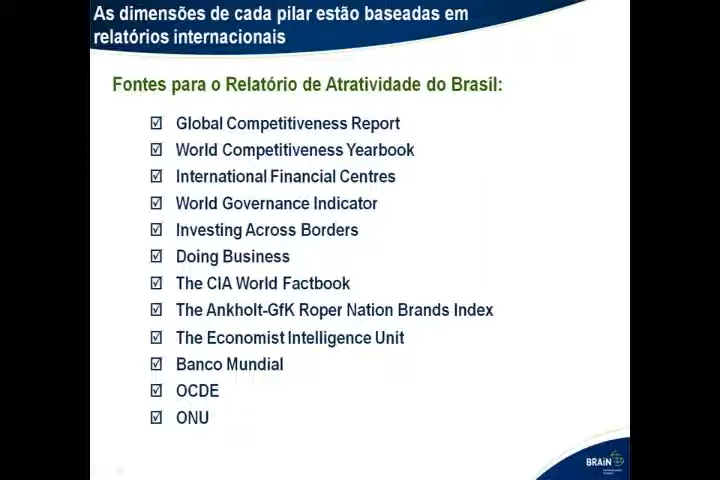 As dimensões de cada pilar estão baseadas em
relatórios internacionais
Fontes para o Relatório de Atratividade do Brasil:
Global Competitiveness Report
World Competitiveness Yearbook
International Financial Centres
World Governance Indicator
Investing Across Borders
Doing Business
The CIA World Factbook
The Ankholt-GfK Roper Nation Brands Index
The Economist Intelligence Unit
Banco Mundial
OCDE
ONU
BRAiN